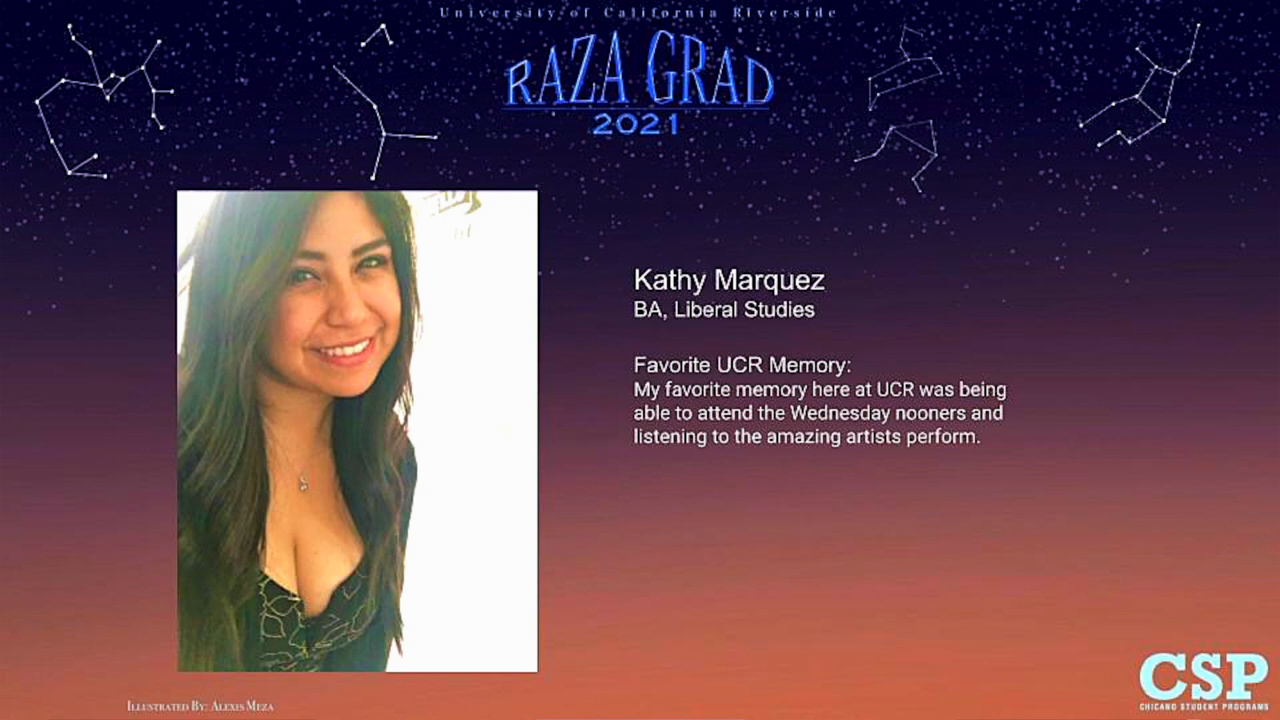 University of California Riverside
RAZA GRAD
2021
Kathy Marquez
BA, Liberal Studies
Favorite UCR Memory:
My favorite memory here at UCR was being
able to attend the Wednesday nooners and
listening to the amazing artists perform.
CSP
CHICANO STUDENT PROGRAMS
Illustrated By: Alexis Meza